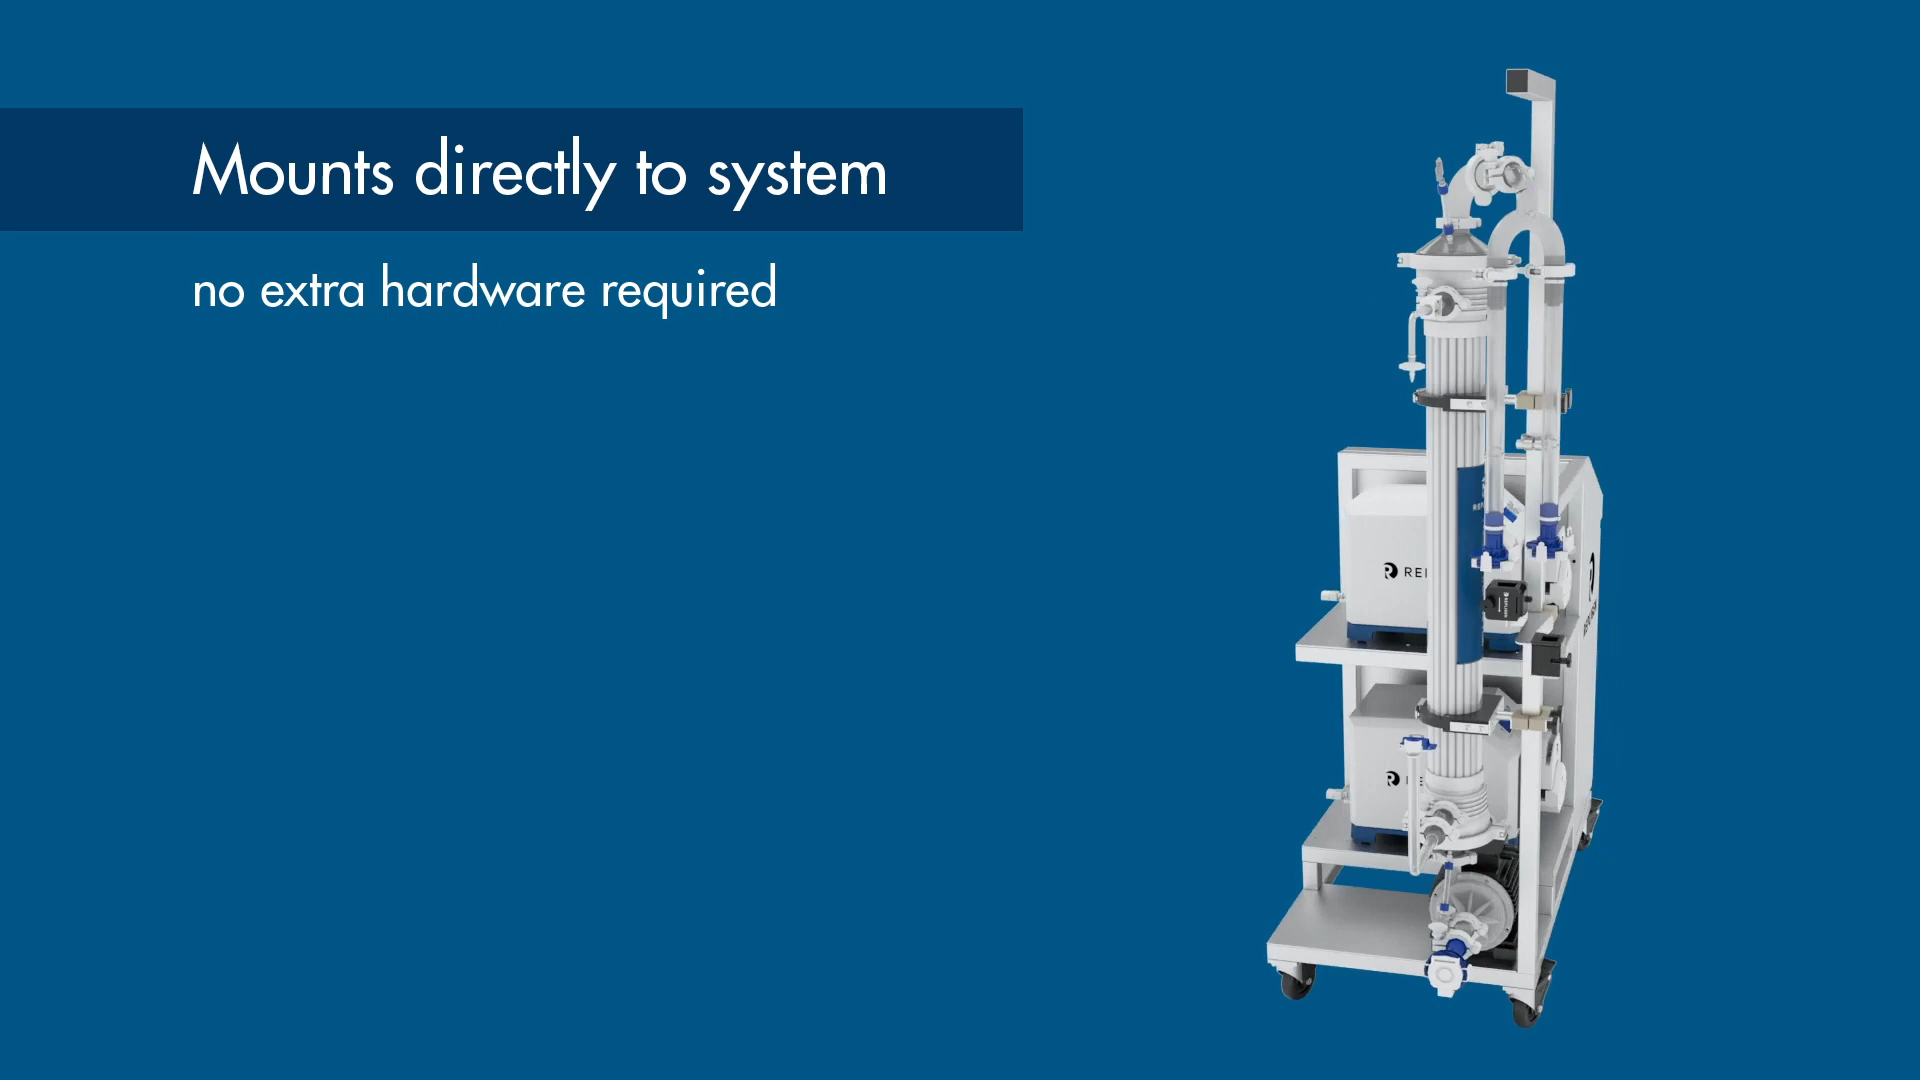 Mounts directly to system
no extra hardware required